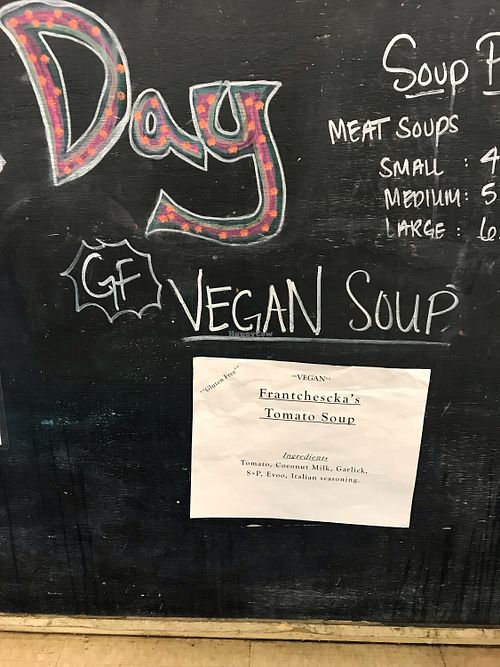 Day
Soup P
MEAT SOUPS
SMALL : 4
MEDIUM: 5
LARGE : 6.
GF
VEGAN SOUP
HappyCow
"Gluten Free"
"VEGAN"
Frantchescka's
Tomato Soup
Ingredients
Tomato, Coconut Milk, Garlick,
S+P, Evoo, Italian seasoning.